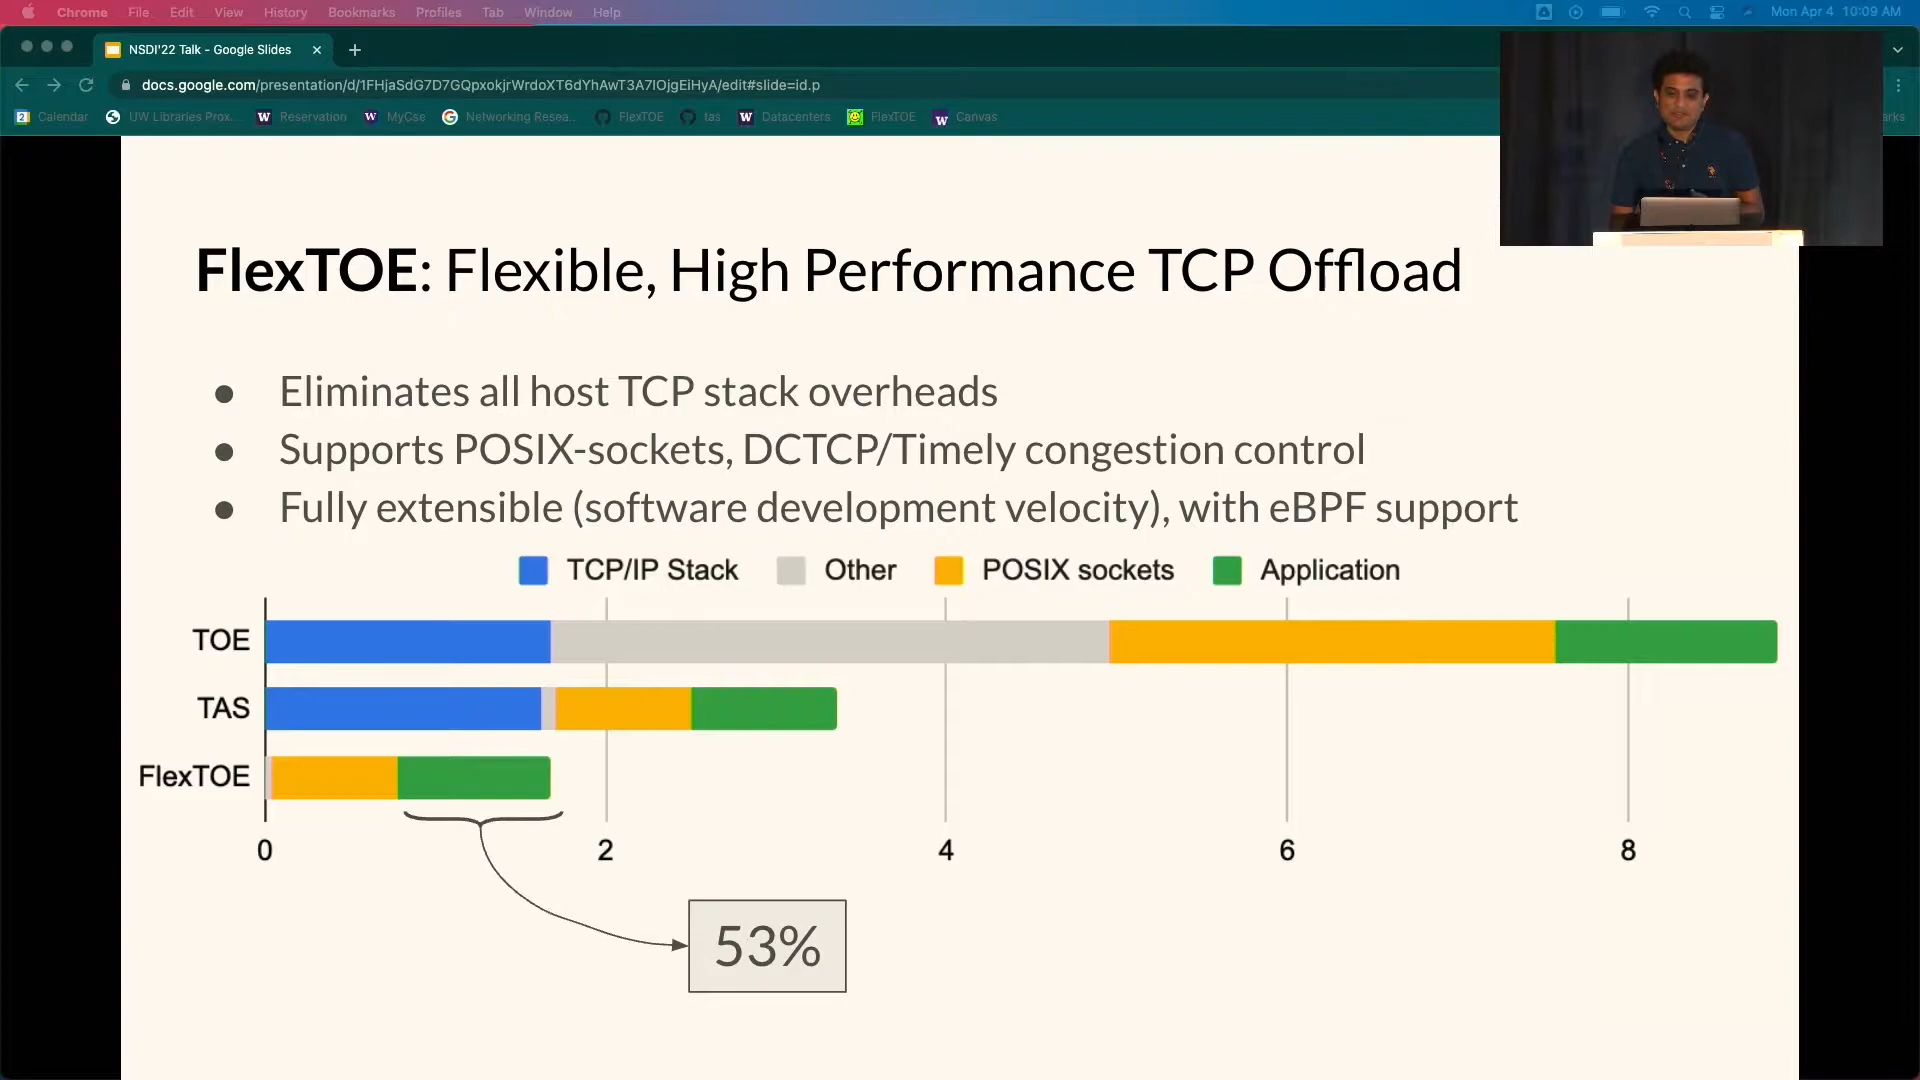 Chrome File Edit View History Bookmarks Profiles Tab Window Help Mon Apr 4 10:09 AM
NSDI'22 Talk - Google Slides
docs.google.com/presentation/d/1FHjaSdG7D7GQpxokjrWrdoXT6dYhAwT3A7IOjgEiHyA/edit#slide=id.p
2 Calendar UW Libraries Prox... W Reservation W MyCse G Networking Resea... FlexTOE tas W Datacenters FlexTOE W Canvas arks
FlexTOE: Flexible, High Performance TCP Offload
● Eliminates all host TCP stack overheads
● Supports POSIX-sockets, DCTCP/Timely congestion control
● Fully extensible (software development velocity), with eBPF support
TCP/IP Stack Other POSIX sockets Application
TOE
TAS
FlexTOE
0 2 4 6 8
53%